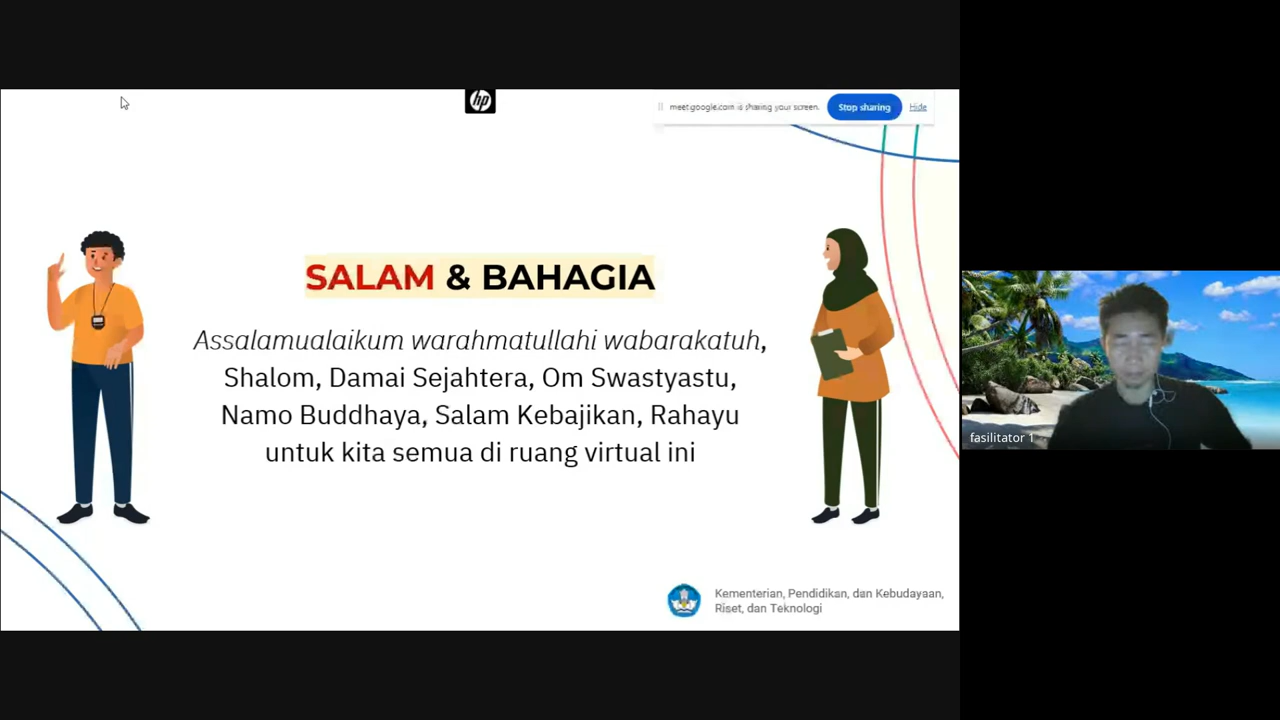 hp
meet.google.com is sharing your screen.
Stop sharing
Hide
SALAM & BAHAGIA
Assalamualaikum warahmatullahi wabarakatuh,
Shalom, Damai Sejahtera, Om Swastyastu,
Namo Buddhaya, Salam Kebajikan, Rahayu
untuk kita semua di ruang virtual ini
fasilitator 1
Kementerian, Pendidikan, dan Kebudayaan,
Riset, dan Teknologi